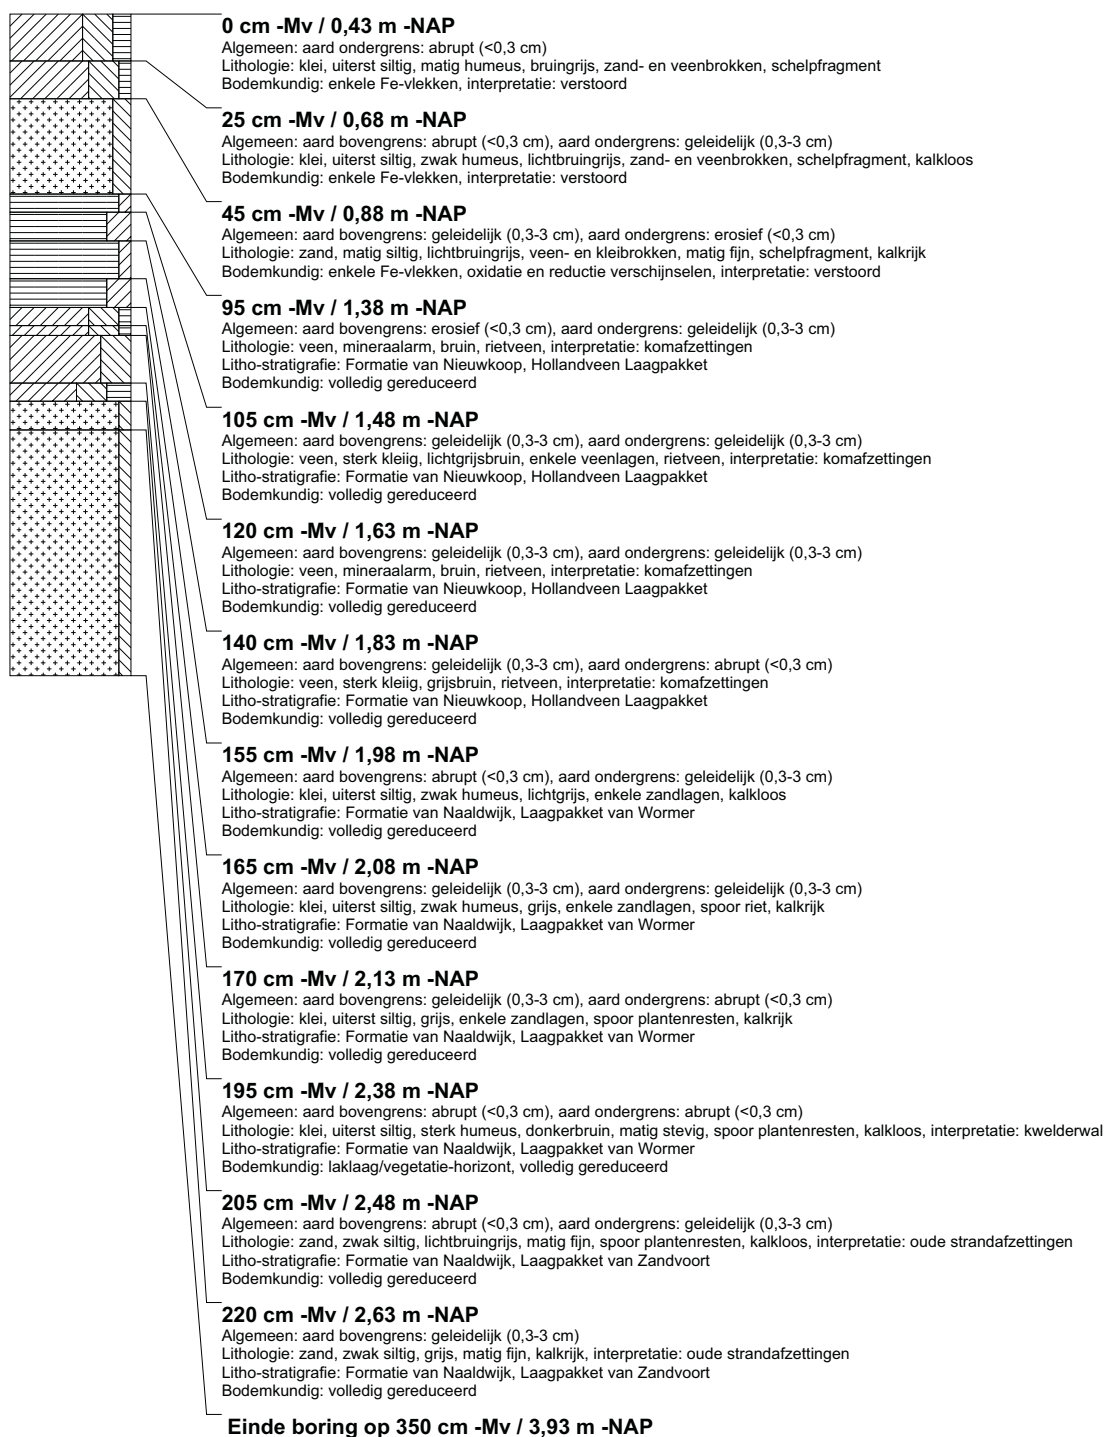 0 cm -Mv / 0,43 m -NAP
Algemeen: aard ondergrens: abrupt (<0,3 cm)
Lithologie: klei, uiterst siltig, matig humeus, bruingrijs, zand- en veenbrokken, schelpfragment
Bodemkundig: enkele Fe-vlekken, interpretatie: verstoord
25 cm -Mv / 0,68 m -NAP
Algemeen: aard bovengrens: abrupt (<0,3 cm), aard ondergrens: geleidelijk (0,3-3 cm)
Lithologie: klei, uiterst siltig, zwak humeus, lichtbruingrijs, zand- en veenbrokken, schelpfragment, kalkloos
Bodemkundig: enkele Fe-vlekken, interpretatie: verstoord
45 cm -Mv / 0,88 m -NAP
Algemeen: aard bovengrens: geleidelijk (0,3-3 cm), aard ondergrens: erosief (<0,3 cm)
Lithologie: zand, matig siltig, lichtbruingrijs, veen- en kleibrokken, matig fijn, schelpfragment, kalkrijk
Bodemkundig: enkele Fe-vlekken, oxidatie en reductie verschijnselen, interpretatie: verstoord
95 cm -Mv / 1,38 m -NAP
Algemeen: aard bovengrens: erosief (<0,3 cm), aard ondergrens: geleidelijk (0,3-3 cm)
Lithologie: veen, mineraalarm, bruin, rietveen, interpretatie: komafzettingen
Litho-stratigrafie: Formatie van Nieuwkoop, Hollandveen Laagpakket
Bodemkundig: volledig gereduceerd
105 cm -Mv / 1,48 m -NAP
Algemeen: aard bovengrens: geleidelijk (0,3-3 cm), aard ondergrens: geleidelijk (0,3-3 cm)
Lithologie: veen, sterk kleiig, lichtgrijsbruin, enkele veenlagen, rietveen, interpretatie: komafzettingen
Litho-stratigrafie: Formatie van Nieuwkoop, Hollandveen Laagpakket
Bodemkundig: volledig gereduceerd
120 cm -Mv / 1,63 m -NAP
Algemeen: aard bovengrens: geleidelijk (0,3-3 cm), aard ondergrens: geleidelijk (0,3-3 cm)
Lithologie: veen, mineraalarm, bruin, rietveen, interpretatie: komafzettingen
Litho-stratigrafie: Formatie van Nieuwkoop, Hollandveen Laagpakket
Bodemkundig: volledig gereduceerd
140 cm -Mv / 1,83 m -NAP
Algemeen: aard bovengrens: geleidelijk (0,3-3 cm), aard ondergrens: abrupt (<0,3 cm)
Lithologie: veen, sterk kleiig, grijsbruin, rietveen, interpretatie: komafzettingen
Litho-stratigrafie: Formatie van Nieuwkoop, Hollandveen Laagpakket
Bodemkundig: volledig gereduceerd
155 cm -Mv / 1,98 m -NAP
Algemeen: aard bovengrens: abrupt (<0,3 cm), aard ondergrens: geleidelijk (0,3-3 cm)
Lithologie: klei, uiterst siltig, zwak humeus, lichtgrijs, enkele zandlagen, kalkloos
Litho-stratigrafie: Formatie van Naaldwijk, Laagpakket van Wormer
Bodemkundig: volledig gereduceerd
165 cm -Mv / 2,08 m -NAP
Algemeen: aard bovengrens: geleidelijk (0,3-3 cm), aard ondergrens: geleidelijk (0,3-3 cm)
Lithologie: klei, uiterst siltig, zwak humeus, grijs, enkele zandlagen, spoor riet, kalkrijk
Litho-stratigrafie: Formatie van Naaldwijk, Laagpakket van Wormer
Bodemkundig: volledig gereduceerd
170 cm -Mv / 2,13 m -NAP
Algemeen: aard bovengrens: geleidelijk (0,3-3 cm), aard ondergrens: abrupt (<0,3 cm)
Lithologie: klei, uiterst siltig, grijs, enkele zandlagen, spoor plantenresten, kalkrijk
Litho-stratigrafie: Formatie van Naaldwijk, Laagpakket van Wormer
Bodemkundig: volledig gereduceerd
195 cm -Mv / 2,38 m -NAP
Algemeen: aard bovengrens: abrupt (<0,3 cm), aard ondergrens: abrupt (<0,3 cm)
Lithologie: klei, uiterst siltig, sterk humeus, donkerbruin, matig stevig, spoor plantenresten, kalkloos, interpretatie: kwelderwal
Litho-stratigrafie: Formatie van Naaldwijk, Laagpakket van Wormer
Bodemkundig: laklaag/vegetatie-horizont, volledig gereduceerd
205 cm -Mv / 2,48 m -NAP
Algemeen: aard bovengrens: abrupt (<0,3 cm), aard ondergrens: geleidelijk (0,3-3 cm)
Lithologie: zand, zwak siltig, lichtbruingrijs, matig fijn, spoor plantenresten, kalkloos, interpretatie: oude strandafzettingen
Litho-stratigrafie: Formatie van Naaldwijk, Laagpakket van Zandvoort
Bodemkundig: volledig gereduceerd
220 cm -Mv / 2,63 m -NAP
Algemeen: aard bovengrens: geleidelijk (0,3-3 cm)
Lithologie: zand, zwak siltig, grijs, matig fijn, kalkrijk, interpretatie: oude strandafzettingen
Litho-stratigrafie: Formatie van Naaldwijk, Laagpakket van Zandvoort
Bodemkundig: volledig gereduceerd
Einde boring op 350 cm -Mv / 3,93 m -NAP